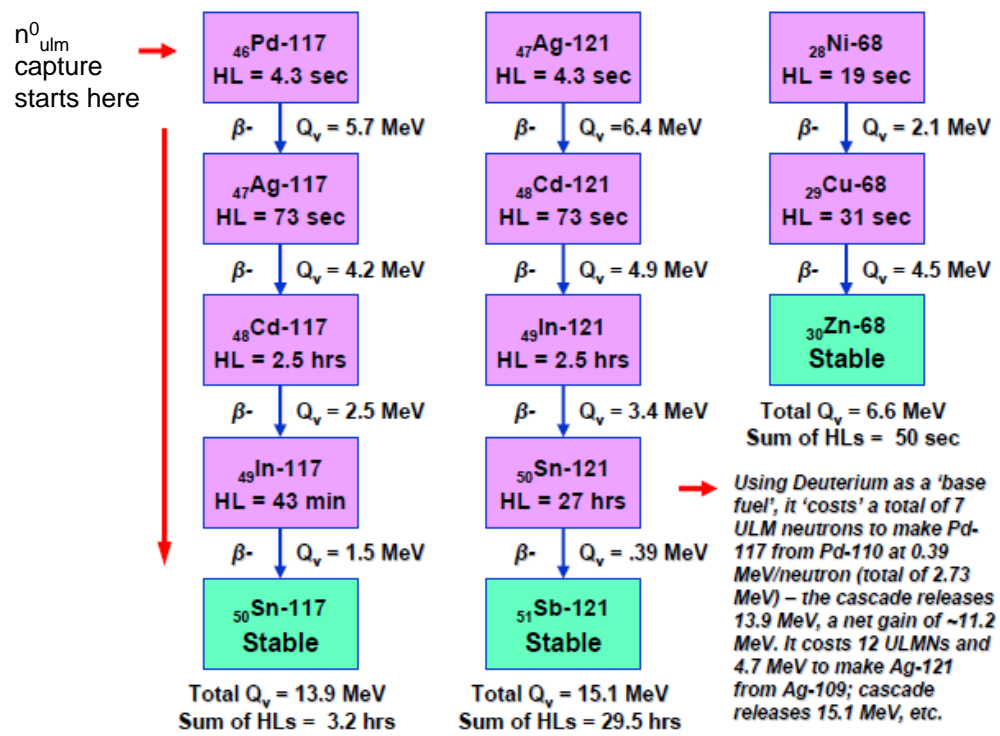 n⁰ulm
capture
starts here
46Pd-117
HL = 4.3 sec
β- Qv = 5.7 MeV
47Ag-117
HL = 73 sec
β- Qv = 4.2 MeV
48Cd-117
HL = 2.5 hrs
β- Qv = 2.5 MeV
49In-117
HL = 43 min
β- Qv = 1.5 MeV
50Sn-117
Stable
Total Qv = 13.9 MeV
Sum of HLs = 3.2 hrs
47Ag-121
HL = 4.3 sec
β- Qv =6.4 MeV
48Cd-121
HL = 73 sec
β- Qv = 4.9 MeV
49In-121
HL = 2.5 hrs
β- Qv = 3.4 MeV
50Sn-121
HL = 27 hrs
β- Qv = .39 MeV
51Sb-121
Stable
Total Qv = 15.1 MeV
Sum of HLs = 29.5 hrs
28Ni-68
HL = 19 sec
β- Qv = 2.1 MeV
29Cu-68
HL = 31 sec
β- Qv = 4.5 MeV
30Zn-68
Stable
Total Qv = 6.6 MeV
Sum of HLs = 50 sec
Using Deuterium as a ‘base
fuel’, it ‘costs’ a total of 7
ULM neutrons to make Pd-
117 from Pd-110 at 0.39
MeV/neutron (total of 2.73
MeV) – the cascade releases
13.9 MeV, a net gain of ~11.2
MeV. It costs 12 ULMNs and
4.7 MeV to make Ag-121
from Ag-109; cascade
releases 15.1 MeV, etc.